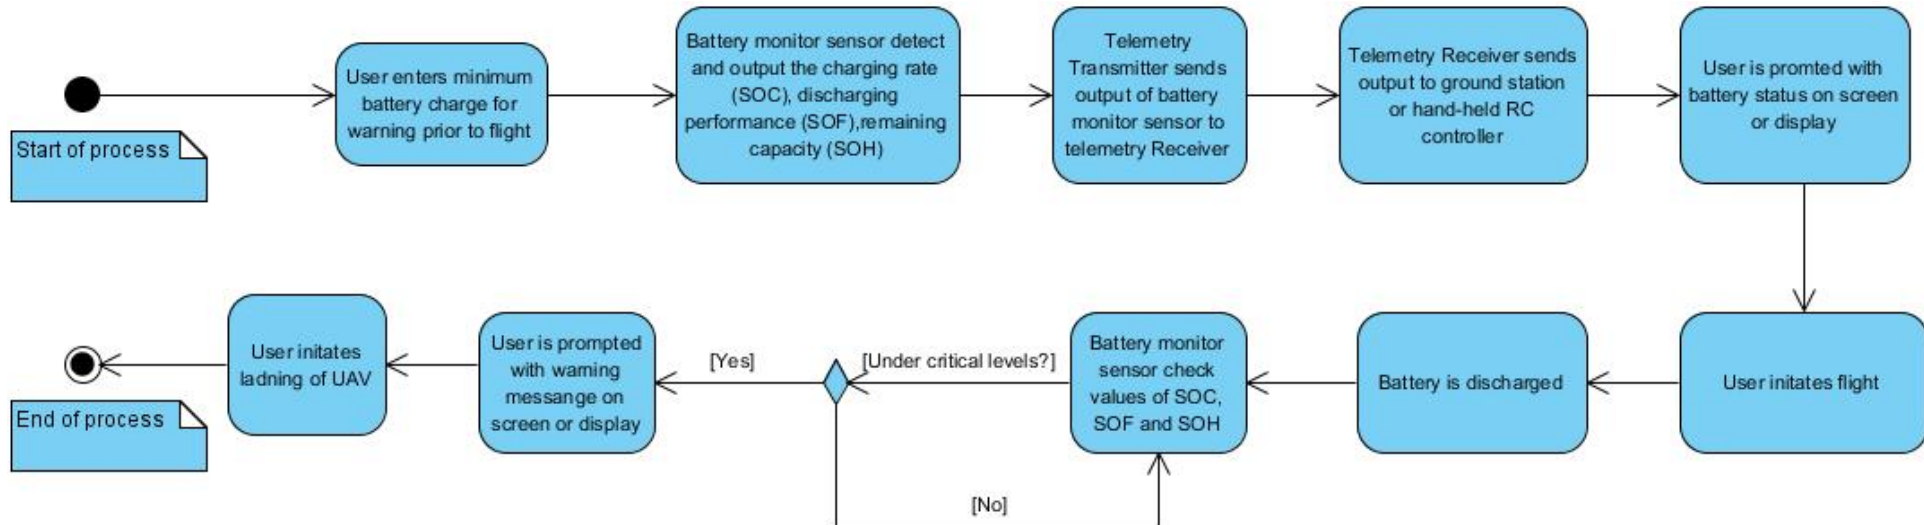 Start of process
User enters minimum
battery charge for
warning prior to flight
Battery monitor sensor detect
and output the charging rate
(SOC), discharging
performance (SOF),remaining
capacity (SOH)
Telemetry
Transmitter sends
output of battery
monitor sensor to
telemetry Receiver
Telemetry Receiver sends
output to ground station
or hand-held RC
controller
User is promted with
battery status on screen
or display
User initates flight
Battery is discharged
Battery monitor
sensor check
values of SOC,
SOF and SOH
[Under critical levels?]
[No]
[Yes]
User is prompted
with warning
messange on
screen or display
User initates
ladning of UAV
End of process